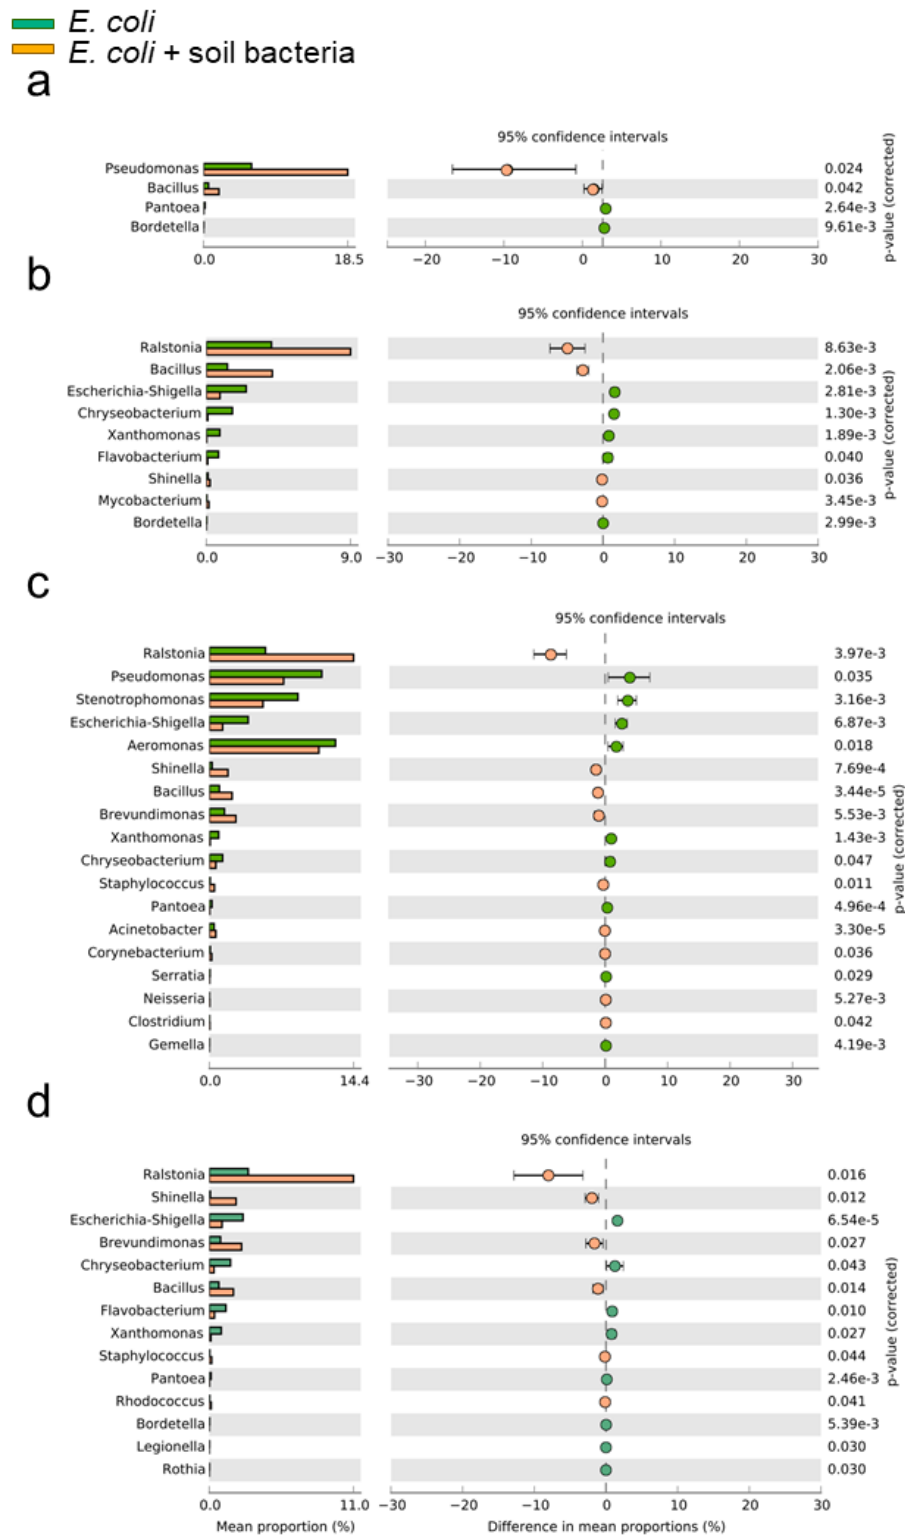 E. coli
E. coli + soil bacteria
a
95% confidence intervals
Pseudomonas 0.024
Bacillus 0.042
Pantoea 2.64e-3
Bordetella 9.61e-3
p-value (corrected)
0.0 18.5 −20 −10 0 10 20 30
b
95% confidence intervals
Ralstonia 8.63e-3
Bacillus 2.06e-3
Escherichia-Shigella 2.81e-3
Chryseobacterium 1.30e-3
Xanthomonas 1.89e-3
Flavobacterium 0.040
Shinella 0.036
Mycobacterium 3.45e-3
Bordetella 2.99e-3
p-value (corrected)
0.0 9.0 −30 −20 −10 0 10 20 30
c
95% confidence intervals
Ralstonia 3.97e-3
Pseudomonas 0.035
Stenotrophomonas 3.16e-3
Escherichia-Shigella 6.87e-3
Aeromonas 0.018
Shinella 7.69e-4
Bacillus 3.44e-5
Brevundimonas 5.53e-3
Xanthomonas 1.43e-3
Chryseobacterium 0.047
Staphylococcus 0.011
Pantoea 4.96e-4
Acinetobacter 3.30e-5
Corynebacterium 0.036
Serratia 0.029
Neisseria 5.27e-3
Clostridium 0.042
Gemella 4.19e-3
p-value (corrected)
0.0 14.4 −30 −20 −10 0 10 20 30
d
95% confidence intervals
Ralstonia 0.016
Shinella 0.012
Escherichia-Shigella 6.54e-5
Brevundimonas 0.027
Chryseobacterium 0.043
Bacillus 0.014
Flavobacterium 0.010
Xanthomonas 0.027
Staphylococcus 0.044
Pantoea 2.46e-3
Rhodococcus 0.041
Bordetella 5.39e-3
Legionella 0.030
Rothia 0.030
p-value (corrected)
0.0 11.0 −30 −20 −10 0 10 20 30
Mean proportion (%) Difference in mean proportions (%)